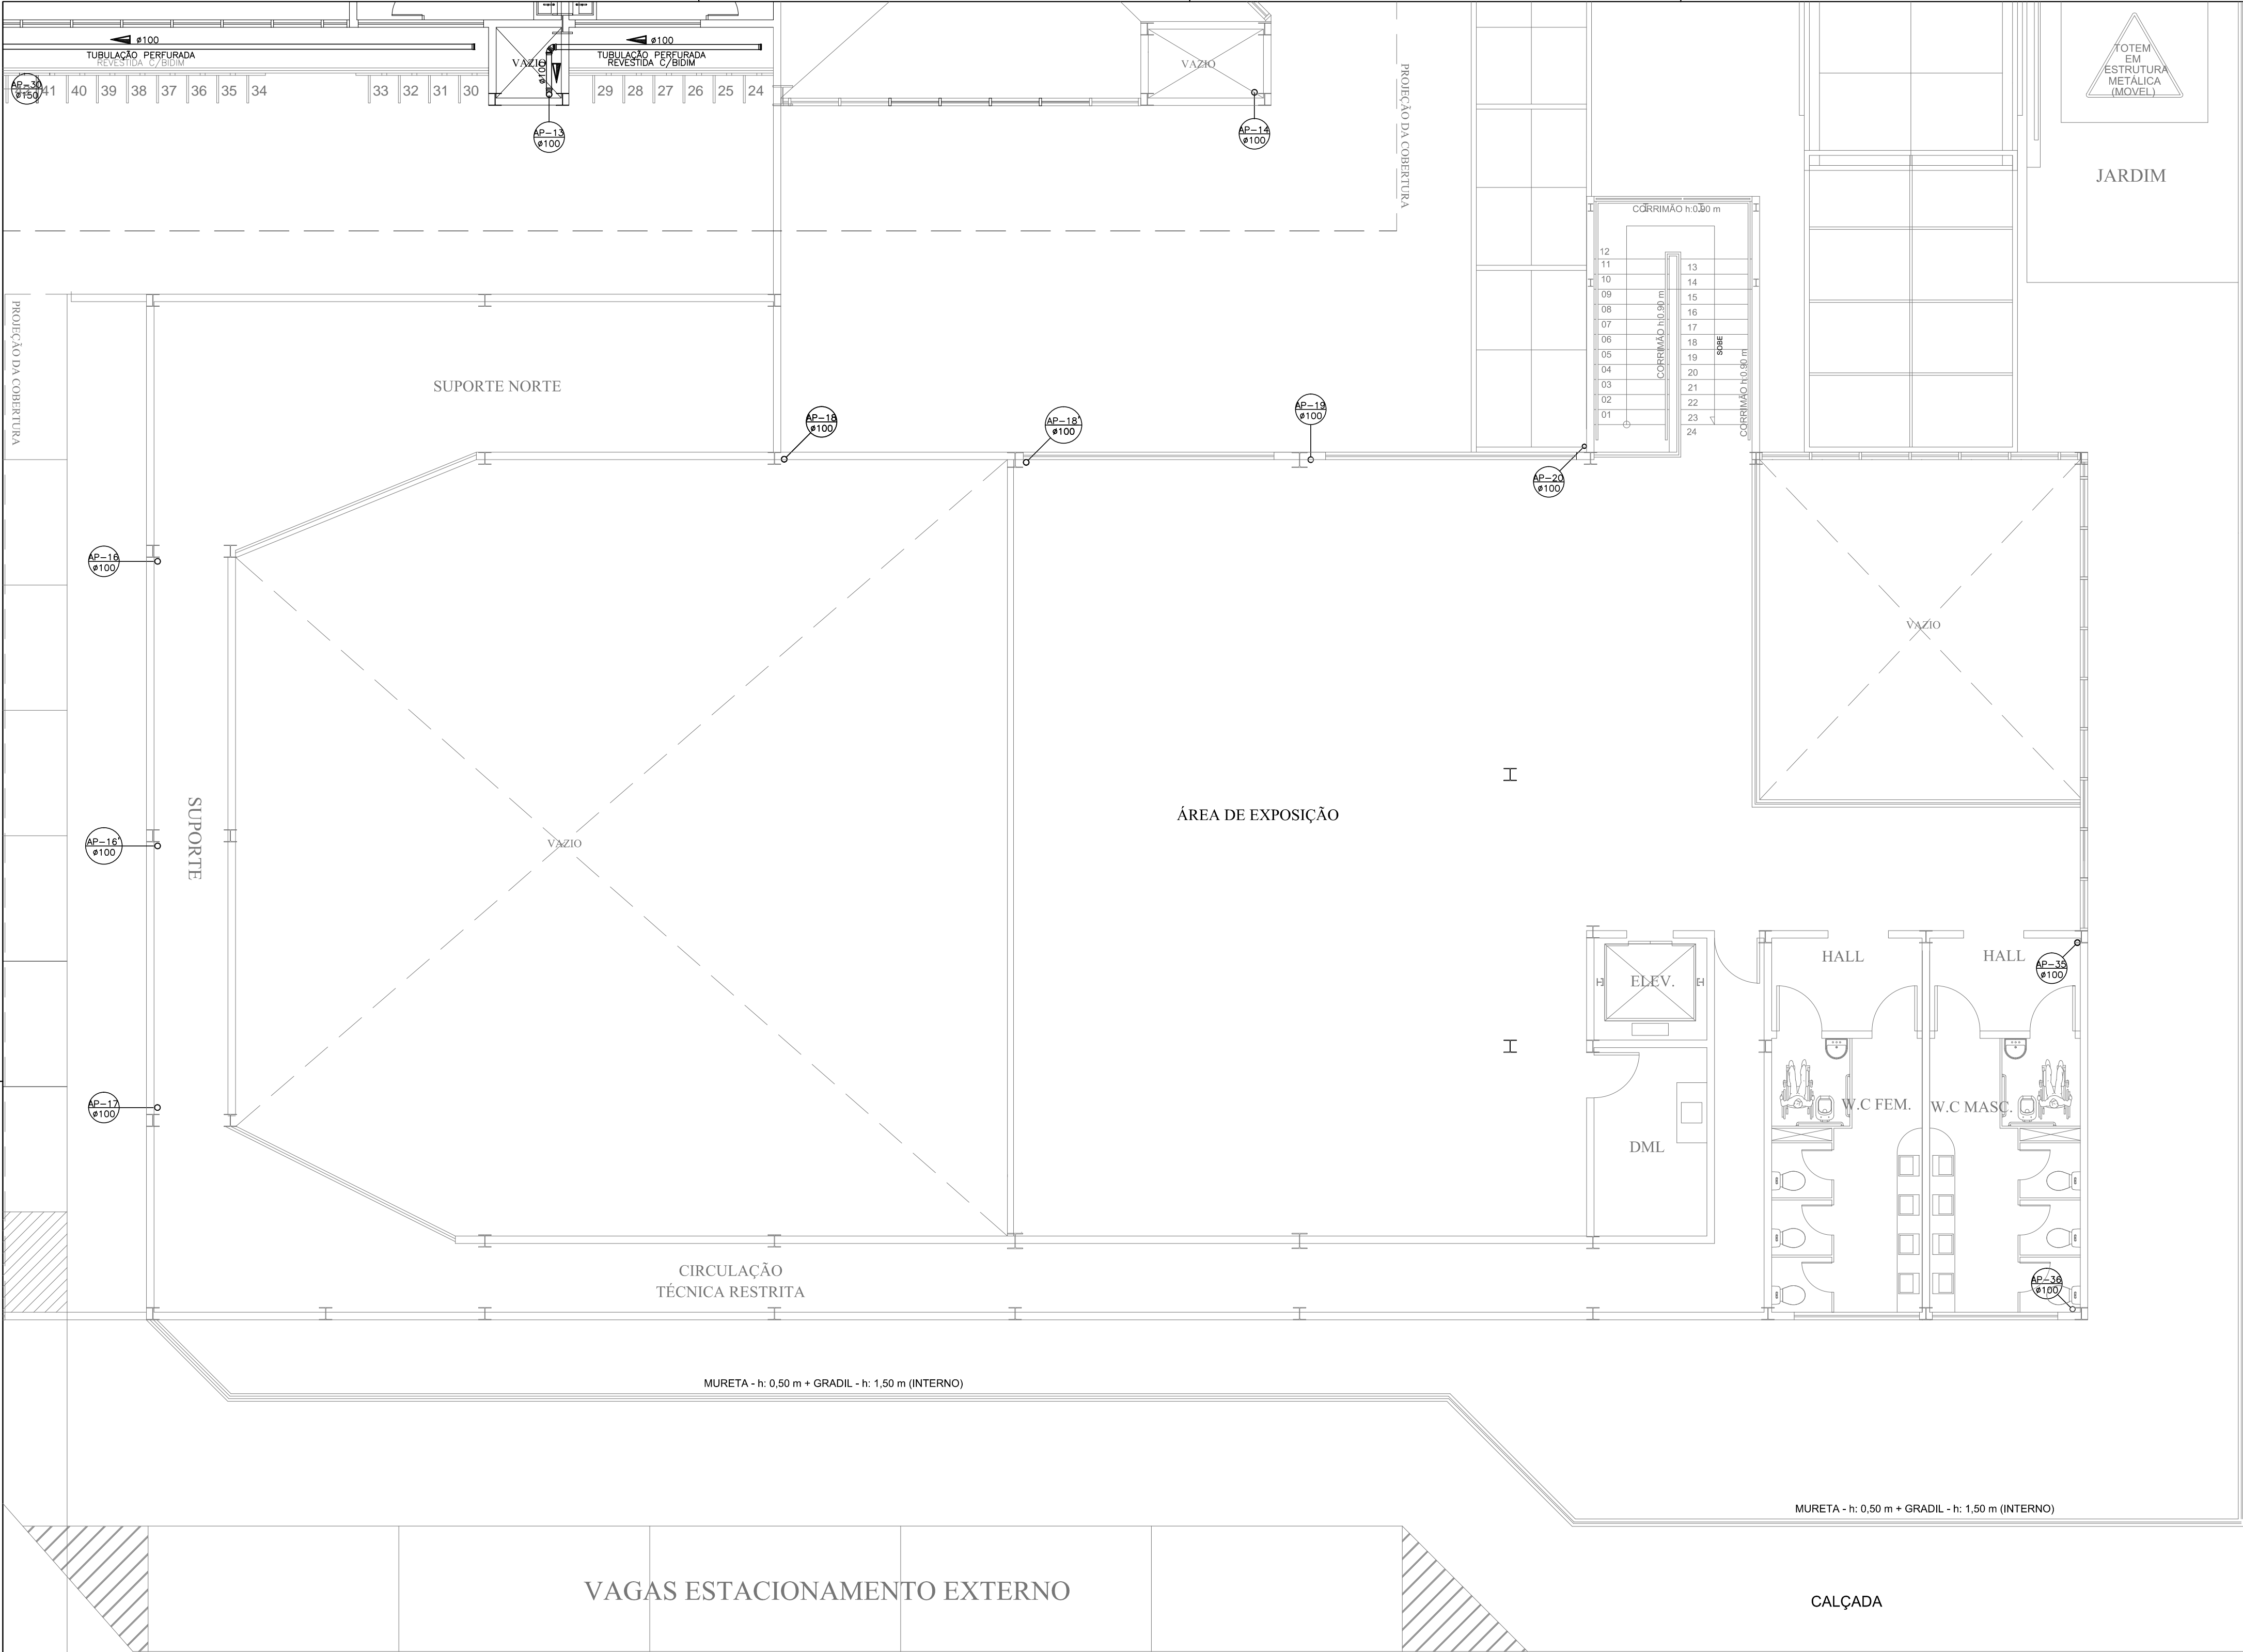 ø100
TUBULAÇÃO PERFURADA
REVESTIDA C/BIDIM
VAZIO
ø100
ø100
TUBULAÇÃO PERFURADA
REVESTIDA C/BIDIM
VAZIO
TOTEM
EM
ESTRUTURA
METÁLICA
(MOVEL)
AP-30
ø150
41 40 39 38 37 36 35 34 33 32 31 30 29 28 27 26 25 24
AP-13
ø100
AP-14
ø100
PROJEÇÃO DA COBERTURA
JARDIM
CORRIMÃO h:0.90 m
12
11
10
09
08
07
06
05
04
03
02
01
CORRIMÃO h:0.90 m
13
14
15
16
17
18
19
20
21
22
23
24
SOBE
CORRIMÃO h:0.90 m
PROJEÇÃO DA COBERTURA
SUPORTE NORTE
AP-18
ø100
AP-18'
ø100
AP-19
ø100
AP-20
ø100
AP-16
ø100
VAZIO
SUPORTE
ÁREA DE EXPOSIÇÃO
AP-16'
ø100
VAZIO
HALL
HALL
AP-35
ø100
ELEV.
AP-17
ø100
W.C FEM.
W.C MASC.
DML
CIRCULAÇÃO
TÉCNICA RESTRITA
AP-36
ø100
MURETA - h: 0,50 m + GRADIL - h: 1,50 m (INTERNO)
MURETA - h: 0,50 m + GRADIL - h: 1,50 m (INTERNO)
VAGAS ESTACIONAMENTO EXTERNO
CALÇADA